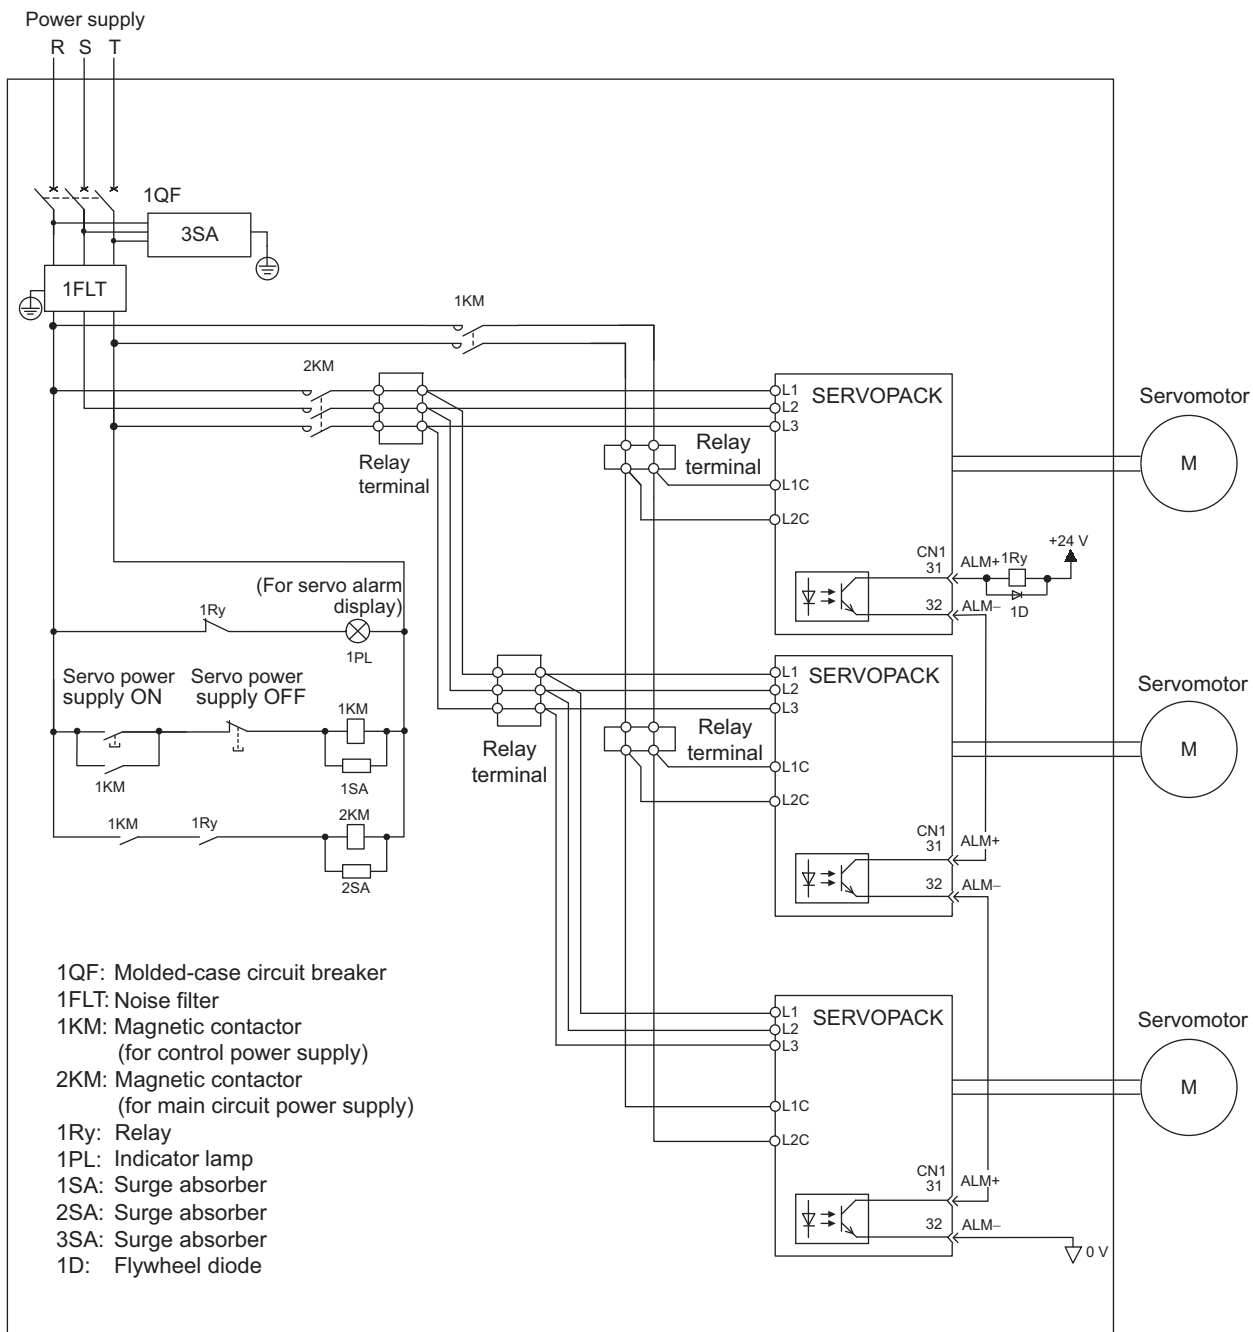 Power supply
R S T
1QF
3SA
1FLT
1KM
2KM
Relay
terminal
Relay
terminal
L1
L2
L3
L1C
L2C
SERVOPACK
CN1
31
32
ALM+
1Ry
+24 V
1D
ALM–
Servomotor
M
(For servo alarm
display)
1Ry
1PL
Servo power
supply ON
Servo power
supply OFF
1KM
1KM
1SA
1KM
1Ry
2KM
2SA
Relay
terminal
Relay
terminal
L1
L2
L3
L1C
L2C
SERVOPACK
CN1
31
32
ALM+
ALM–
Servomotor
M
L1
L2
L3
L1C
L2C
SERVOPACK
CN1
31
32
ALM+
ALM–
0 V
Servomotor
M
1QF: Molded-case circuit breaker
1FLT: Noise filter
1KM: Magnetic contactor
(for control power supply)
2KM: Magnetic contactor
(for main circuit power supply)
1Ry: Relay
1PL: Indicator lamp
1SA: Surge absorber
2SA: Surge absorber
3SA: Surge absorber
1D: Flywheel diode